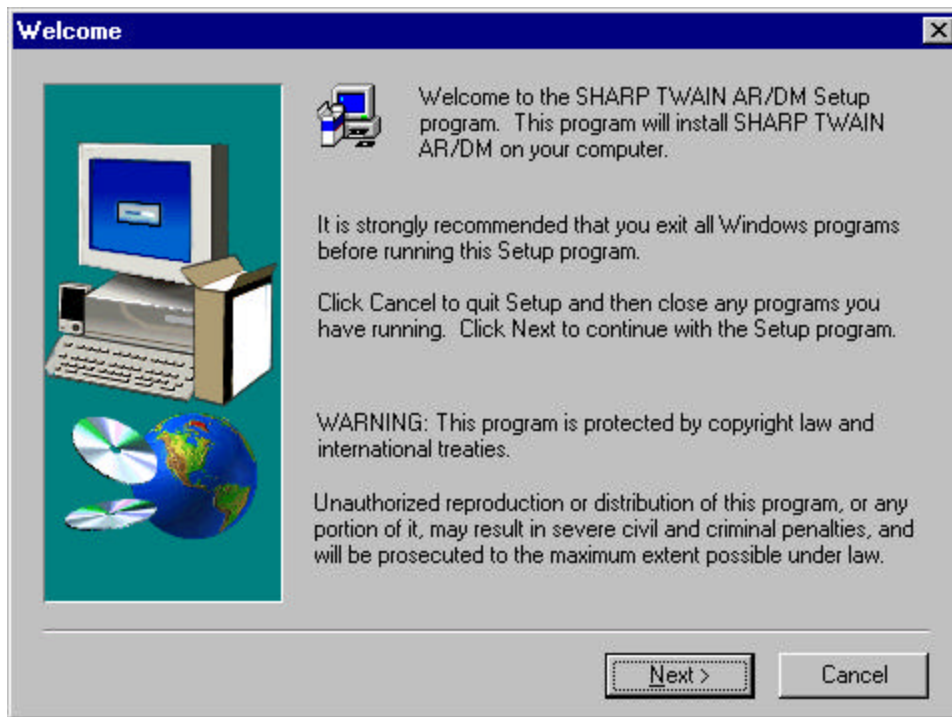 Welcome
Welcome to the SHARP TWAIN AR/DM Setup
program.  This program will install SHARP TWAIN
AR/DM on your computer.
It is strongly recommended that you exit all Windows programs
before running this Setup program.
Click Cancel to quit Setup and then close any programs you
have running.  Click Next to continue with the Setup program.
WARNING: This program is protected by copyright law and
international treaties.
Unauthorized reproduction or distribution of this program, or any
portion of it, may result in severe civil and criminal penalties, and
will be prosecuted to the maximum extent possible under law.
Next >
Cancel